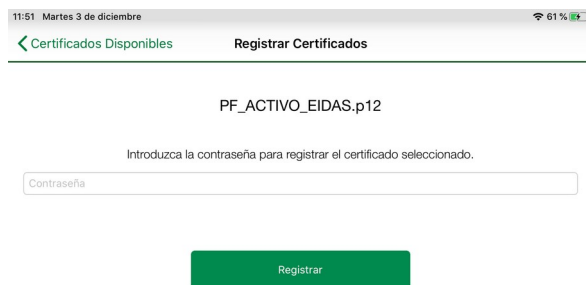 11:51 Martes 3 de diciembre 61 %
Certificados Disponibles Registrar Certificados
PF_ACTIVO_EIDAS.p12
Introduzca la contraseña para registrar el certificado seleccionado.
Contraseña
Registrar